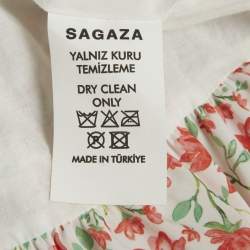 SAGAZA
YALNIZ KURU
TEMİZLEME
DRY CLEAN
ONLY
MADE IN TÜRKİYE